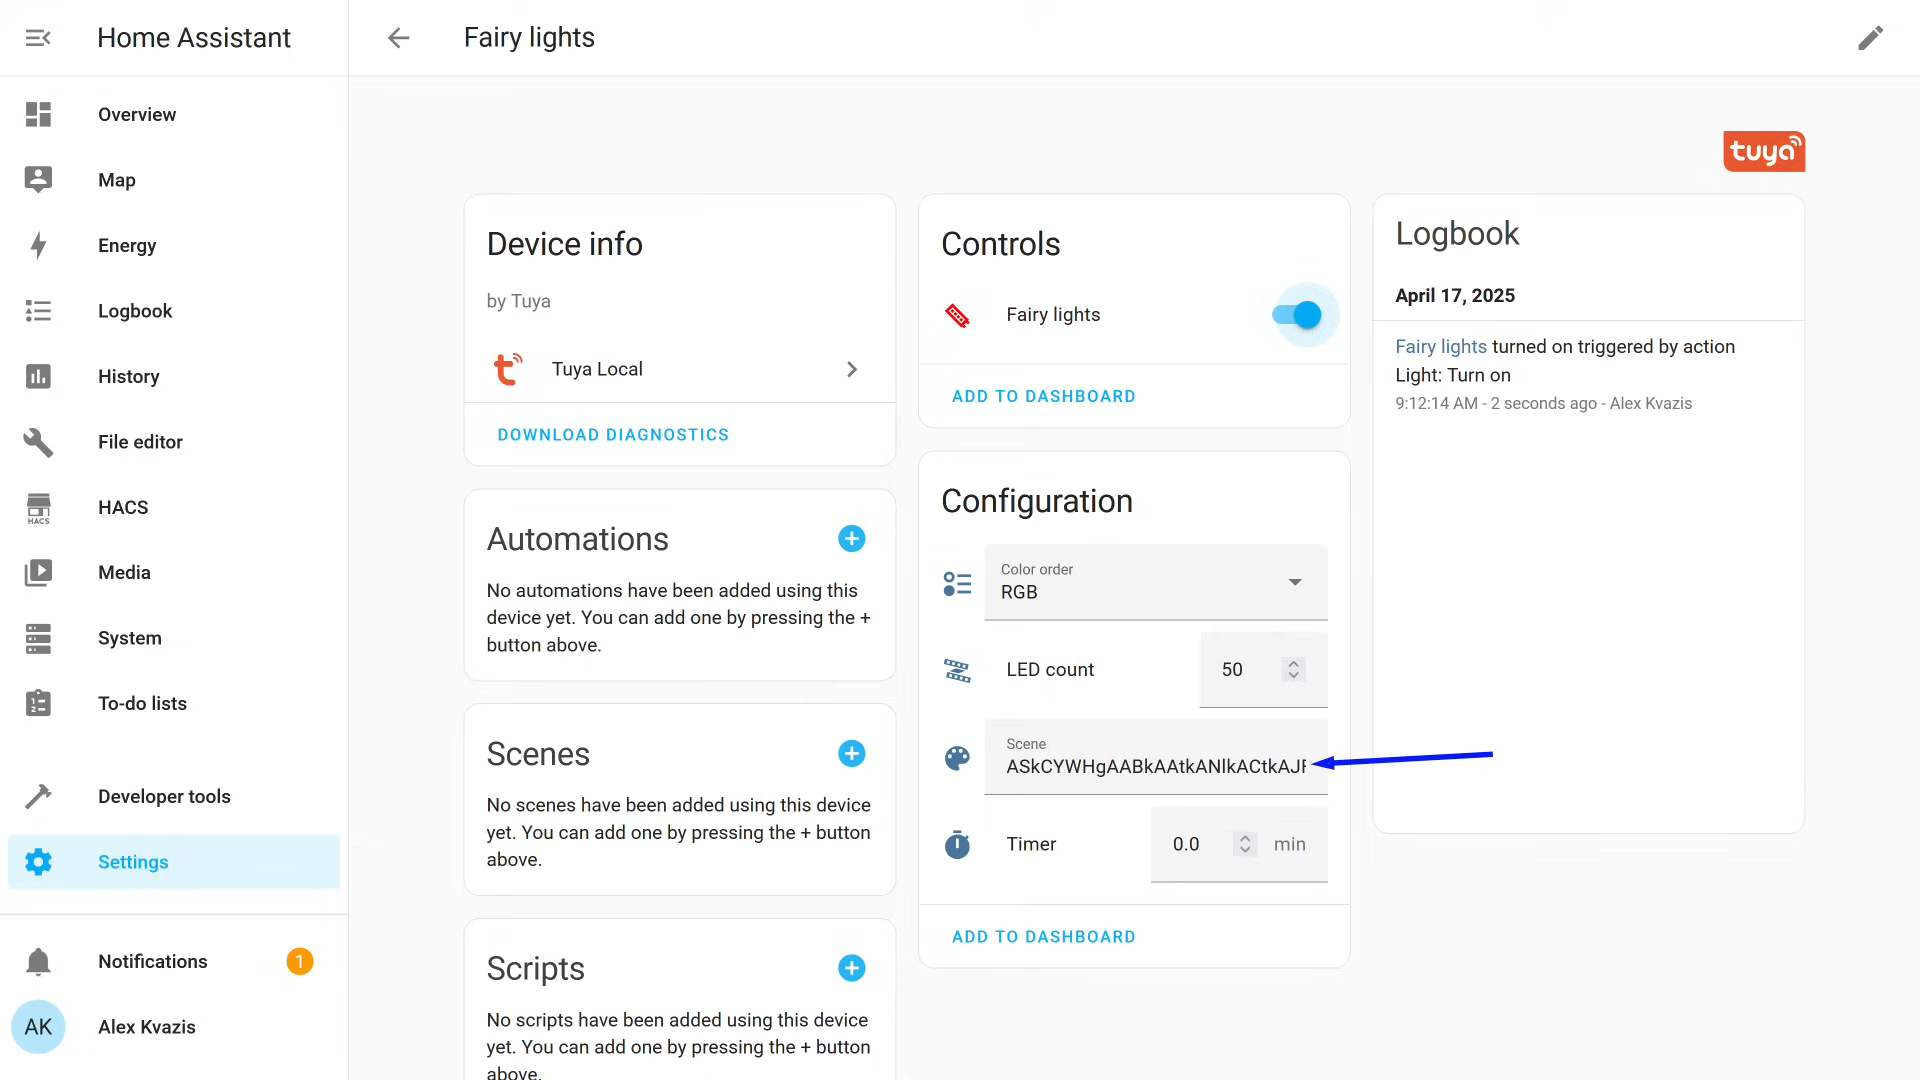 Home Assistant
Overview
Map
Energy
Logbook
History
File editor
HACS
HACS
Media
System
To-do lists
Developer tools
Settings
Notifications
1
AK
Alex Kvazis
Fairy lights
tuya
Device info
by Tuya
Tuya Local
DOWNLOAD DIAGNOSTICS
Automations
No automations have been added using this
device yet. You can add one by pressing the +
button above.
Scenes
No scenes have been added using this device
yet. You can add one by pressing the + button
above.
Scripts
No scripts have been added using this device
yet. You can add one by pressing the + button
above.
Controls
Fairy lights
ADD TO DASHBOARD
Configuration
Color order
RGB
LED count
50
Scene
ASkCYWHgAABkAAtkANlkACtkAJF
Timer
0.0
min
ADD TO DASHBOARD
Logbook
April 17, 2025
Fairy lights turned on triggered by action
Light: Turn on
9:12:14 AM - 2 seconds ago - Alex Kvazis